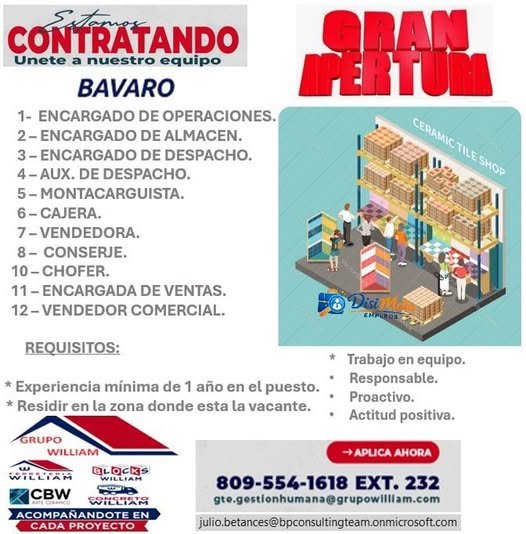 Estamos
CONTRATANDO
Unete a nuestro equipo
GRAN
APERTURA
BAVARO
1- ENCARGADO DE OPERACIONES.
2 – ENCARGADO DE ALMACEN.
3 – ENCARGADO DE DESPACHO.
4 – AUX. DE DESPACHO.
5 – MONTACARGUISTA.
6 – CAJERA.
7 – VENDEDORA.
8 – CONSERJE.
10 – CHOFER.
11 – ENCARGADA DE VENTAS.
12 – VENDEDOR COMERCIAL.
CERAMIC TILE SHOP
EMPLEOS
REQUISITOS:
* Experiencia mínima de 1 año en el puesto.
* Residir en la zona donde esta la vacante.
* Trabajo en equipo.
• Responsable.
• Proactivo.
• Actitud positiva.
GRUPO
WILLIAM
FERRETERIA
WILLIAM
BLOCKS
WILLIAM
CBW
ARTE CERAMICO
CONCRETO
WILLIAM
ACOMPAÑANDOTE EN
CADA PROYECTO
→APLICA AHORA
809-554-1618 EXT. 232
gte.gestionhumana@grupowilliam.com
julio.betances@bpconsultingteam.onmicrosoft.com